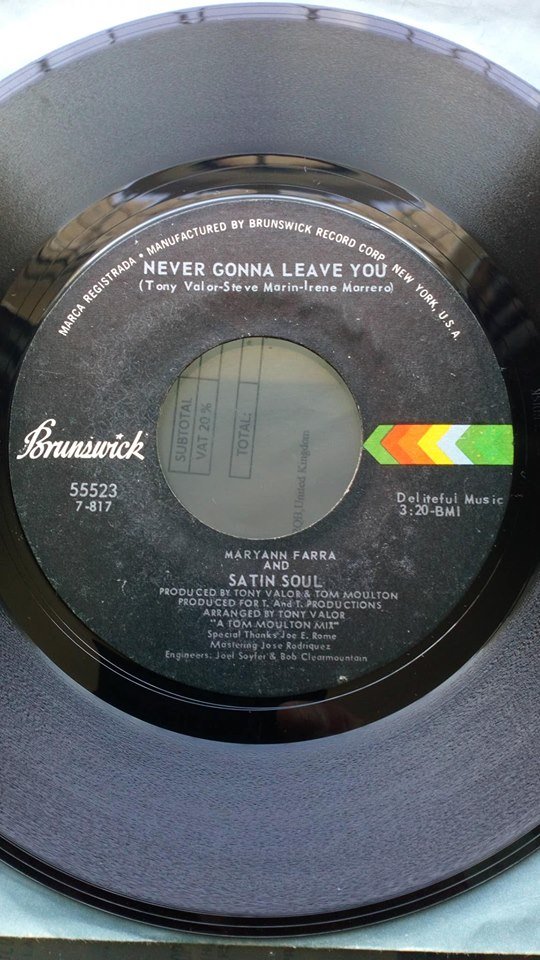 MARCA REGISTRADA • MANUFACTURED BY BRUNSWICK RECORD CORP. NEW YORK, U.S.A.
NEVER GONNA LEAVE YOU
(Tony Valor-Steve Marin-Irene Marrero)
SUBTOTAL
VAT 20 %
TOTAL:
United Kingdom
Brunswick
55523
7-817
Deliteful Music
3:20-BMI
MARYANN FARRA
AND
SATIN SOUL
PRODUCED BY TONY VALOR & TOM MOULTON
PRODUCED FOR T. And T. PRODUCTIONS
ARRANGED BY TONY VALOR
"A TOM MOULTON MIX"
Special Thanks Joe E. Rome
Mastering Jose Rodriquez
Engineers: Joel Soyfer & Bob Clearmountain